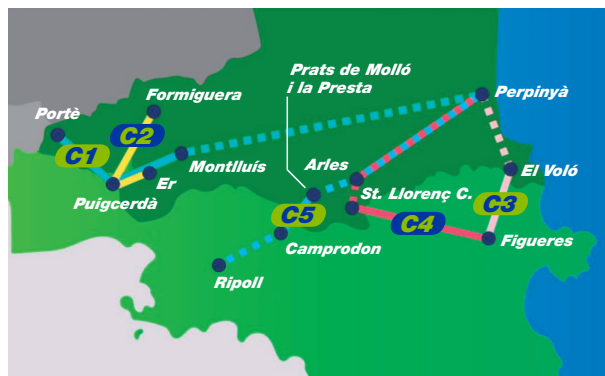 Prats de Molló
i la Presta
Formiguera
Perpinyà
Portè
C2
C1
Montlluís
Arles
El Voló
Er
Puigcerdà
St. Llorenç C.
C3
C5
C4
Camprodon
Figueres
Ripoll